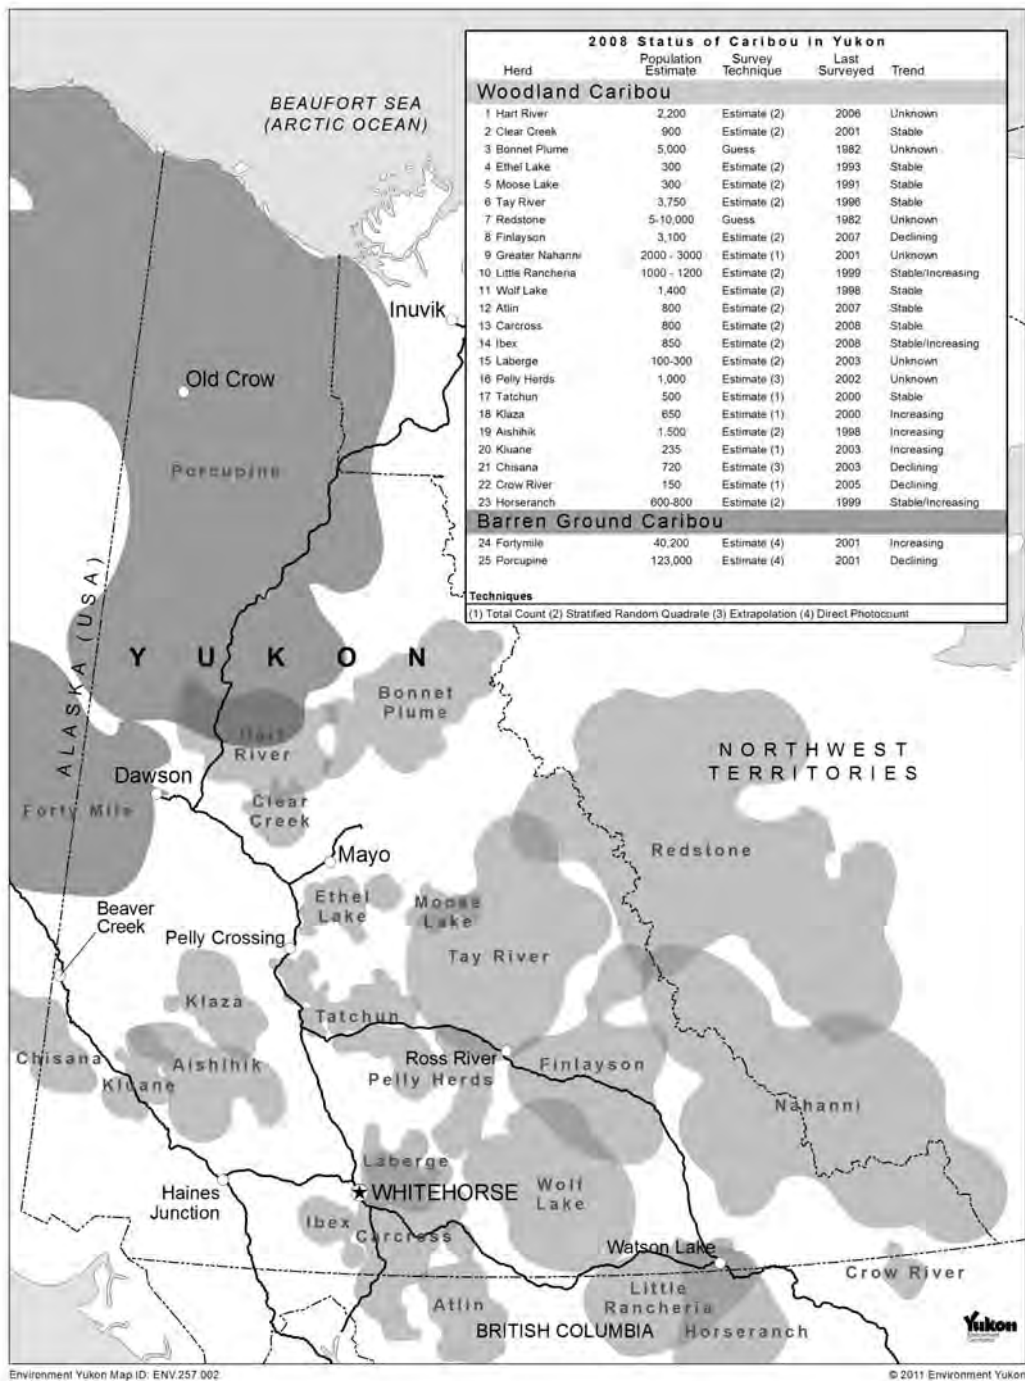 2008 Status of Caribou in Yukon
Herd Population Estimate Survey Technique Last Surveyed Trend
Woodland Caribou
1 Hart River 2,200 Estimate (2) 2006 Unknown
2 Clear Creek 900 Estimate (2) 2001 Stable
3 Bonnet Plume 5,000 Guess 1982 Unknown
4 Ethel Lake 300 Estimate (2) 1993 Stable
5 Moose Lake 300 Estimate (2) 1991 Stable
6 Tay River 3,750 Estimate (2) 1996 Stable
7 Redstone 5-10,000 Guess 1982 Unknown
8 Finlayson 3,100 Estimate (2) 2007 Declining
9 Greater Nahanni 2000 - 3000 Estimate (1) 2001 Unknown
10 Little Rancheria 1000 - 1200 Estimate (2) 1999 Stable/Increasing
11 Wolf Lake 1,400 Estimate (2) 1998 Stable
12 Atlin 800 Estimate (2) 2007 Stable
13 Carcross 800 Estimate (2) 2008 Stable
14 Ibex 850 Estimate (2) 2008 Stable/Increasing
15 Laberge 100-300 Estimate (2) 2003 Unknown
16 Pelly Herds 1,000 Estimate (3) 2002 Unknown
17 Tatchun 500 Estimate (1) 2000 Stable
18 Klaza 650 Estimate (1) 2000 Increasing
19 Aishihik 1.500 Estimate (2) 1998 Increasing
20 Kluane 235 Estimate (1) 2003 Increasing
21 Chisana 720 Estimate (3) 2003 Declining
22 Crow River 150 Estimate (1) 2005 Declining
23 Horseranch 600-800 Estimate (2) 1999 Stable/Increasing
Barren Ground Caribou
24 Fortymile 40,200 Estimate (4) 2001 Increasing
25 Porcupine 123,000 Estimate (4) 2001 Declining
Techniques
(1) Total Count (2) Stratified Random Quadrate (3) Extrapolation (4) Direct Photocount
BEAUFORT SEA
(ARCTIC OCEAN)
Inuvik
Old Crow
Porcupine
ALASKA (USA)
YUKON
Bonnet
Plume
Hart
River
NORTHWEST
TERRITORIES
Dawson
Forty Mile
Clear
Creek
Redstone
Mayo
Ethel
Lake
Moose
Lake
Beaver
Creek
Pelly Crossing
Tay River
Klaza
Tatchun
Chisana
Aishihik
Ross River
Finlayson
Kluane
Pelly Herds
Nahanni
Laberge
Haines
Junction
WHITEHORSE
Wolf
Lake
Ibex
Carcross
Watson Lake
Crow River
Atlin
Little
Rancheria
BRITISH COLUMBIA
Horseranch
Yukon
Environment Yukon Map ID: ENV.257.002
© 2011 Environment Yukon